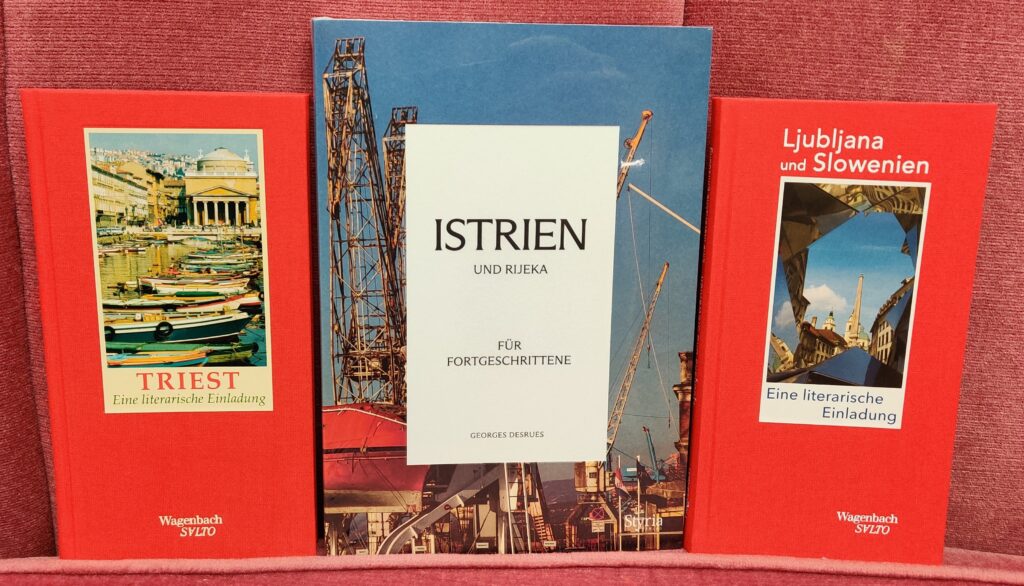 TRIEST
Eine literarische Einladung
Wagenbach
SALTO
ISTRIEN
UND RIJEKA
FÜR
FORTGESCHRITTENE
GEORGES DESRUES
Styria
Ljubljana
und Slowenien
Eine literarische
Einladung
Wagenbach
SALTO